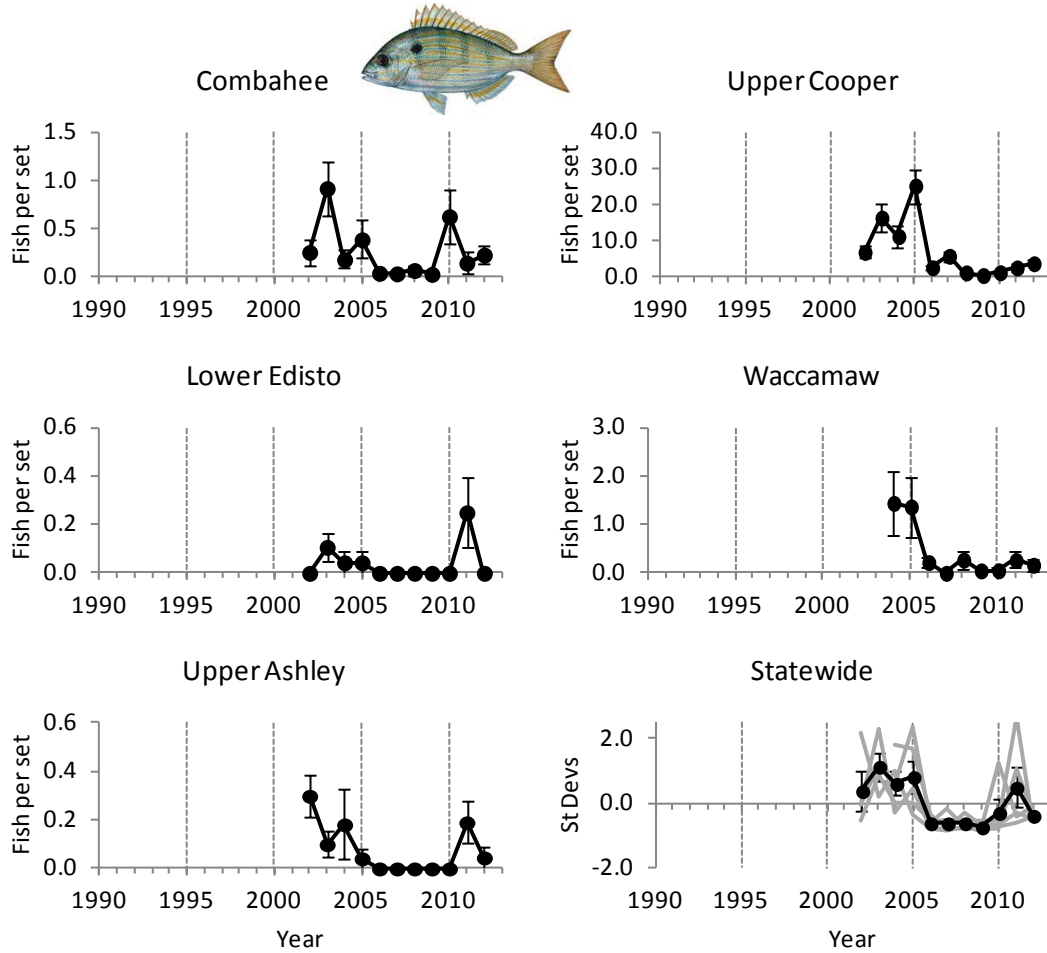 Combahee
Fish per set
1.5
1.0
0.5
0.0
1990 1995 2000 2005 2010
Upper Cooper
Fish per set
40.0
30.0
20.0
10.0
0.0
1990 1995 2000 2005 2010
Lower Edisto
Fish per set
0.6
0.4
0.2
0.0
1990 1995 2000 2005 2010
Waccamaw
Fish per set
3.0
2.0
1.0
0.0
1990 1995 2000 2005 2010
Upper Ashley
Fish per set
0.6
0.4
0.2
0.0
1990 1995 2000 2005 2010
Year
Statewide
St Devs
2.0
0.0
-2.0
1990 1995 2000 2005 2010
Year